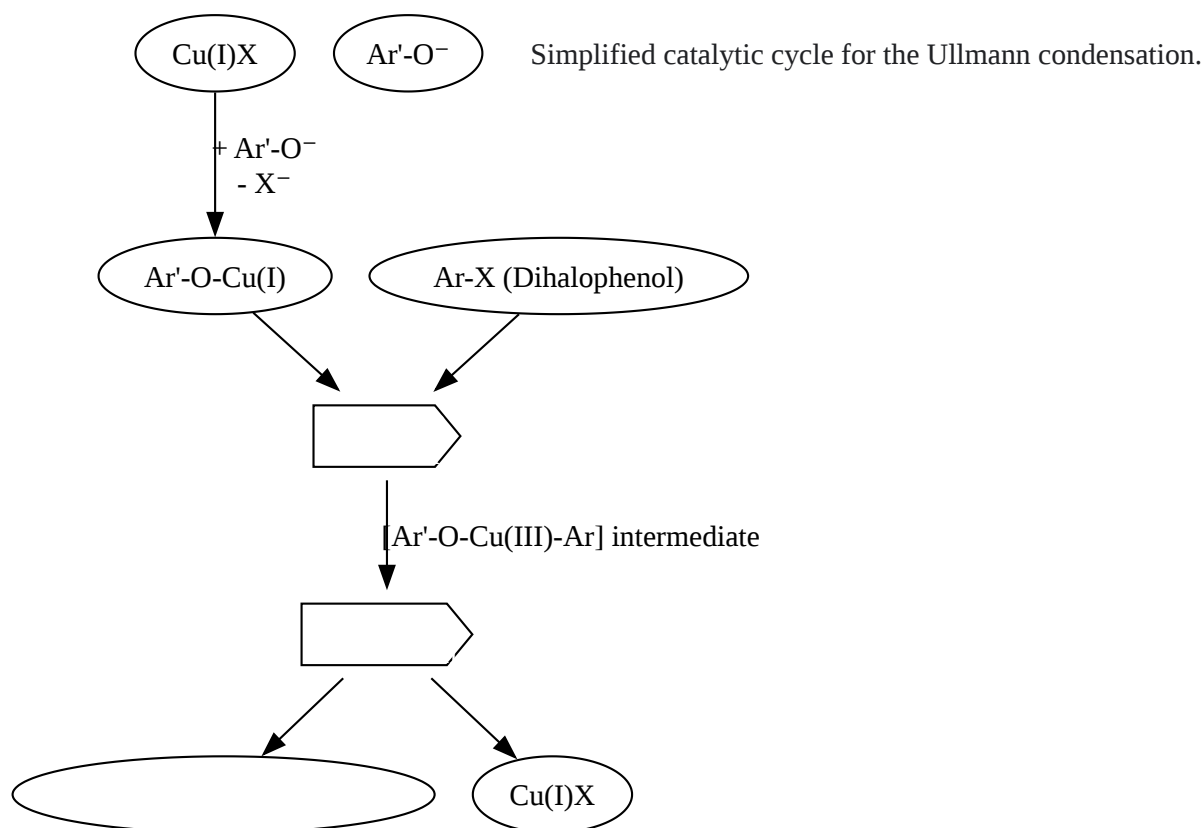 Cu(I)X
Ar'-O⁻
Simplified catalytic cycle for the Ullmann condensation.
+ Ar'-O⁻
- X⁻
Ar'-O-Cu(I)
Ar-X (Dihalophenol)
[Ar'-O-Cu(III)-Ar] intermediate
Cu(I)X